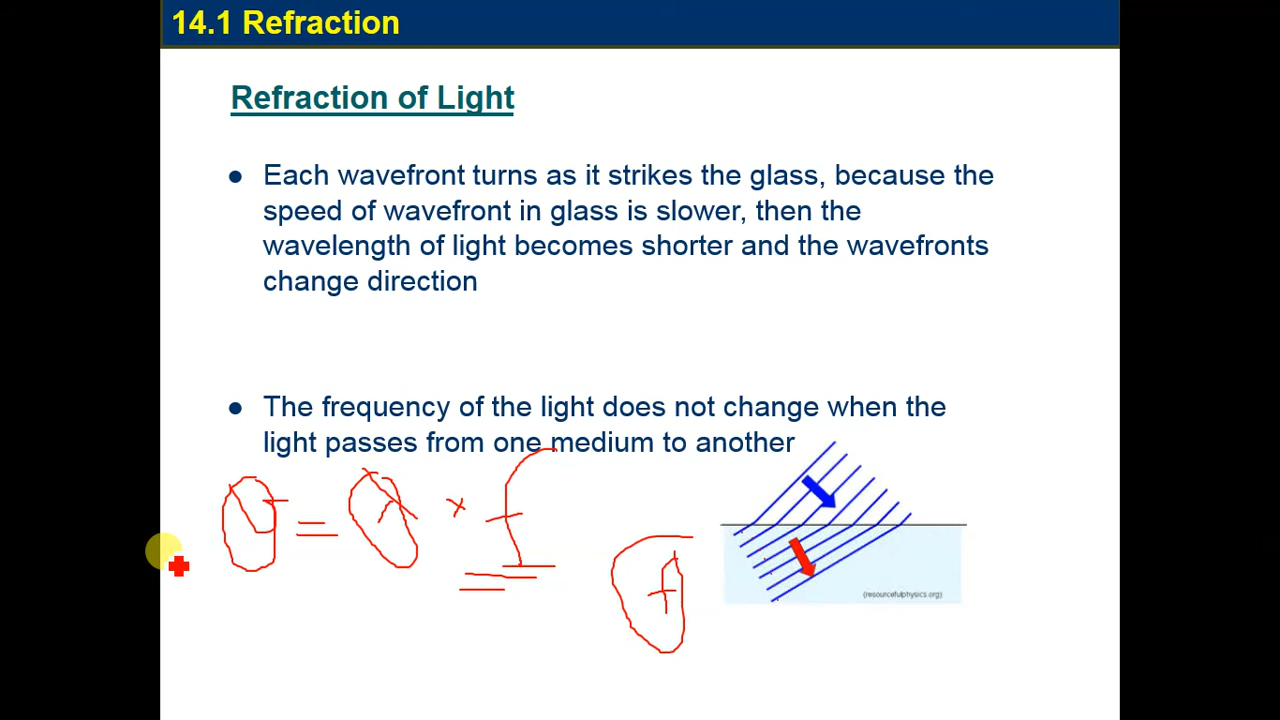 14.1 Refraction
Refraction of Light
● Each wavefront turns as it strikes the glass, because the
speed of wavefront in glass is slower, then the
wavelength of light becomes shorter and the wavefronts
change direction
● The frequency of the light does not change when the
light passes from one medium to another
v = λ × f
f
(resourcefulphysics.org)